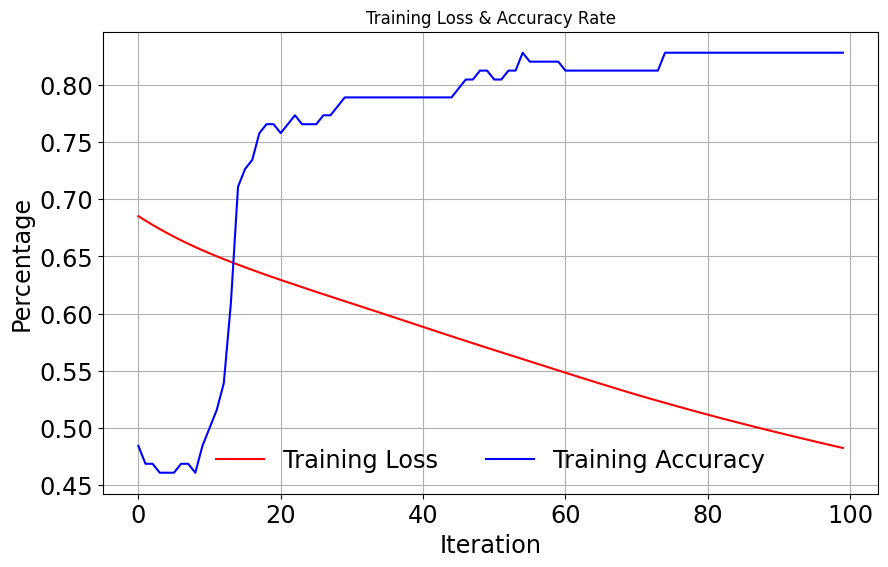 Training Loss & Accuracy Rate
Percentage
0.80
0.75
0.70
0.65
0.60
0.55
0.50
0.45
Training Loss
Training Accuracy
0 20 40 60 80 100
Iteration